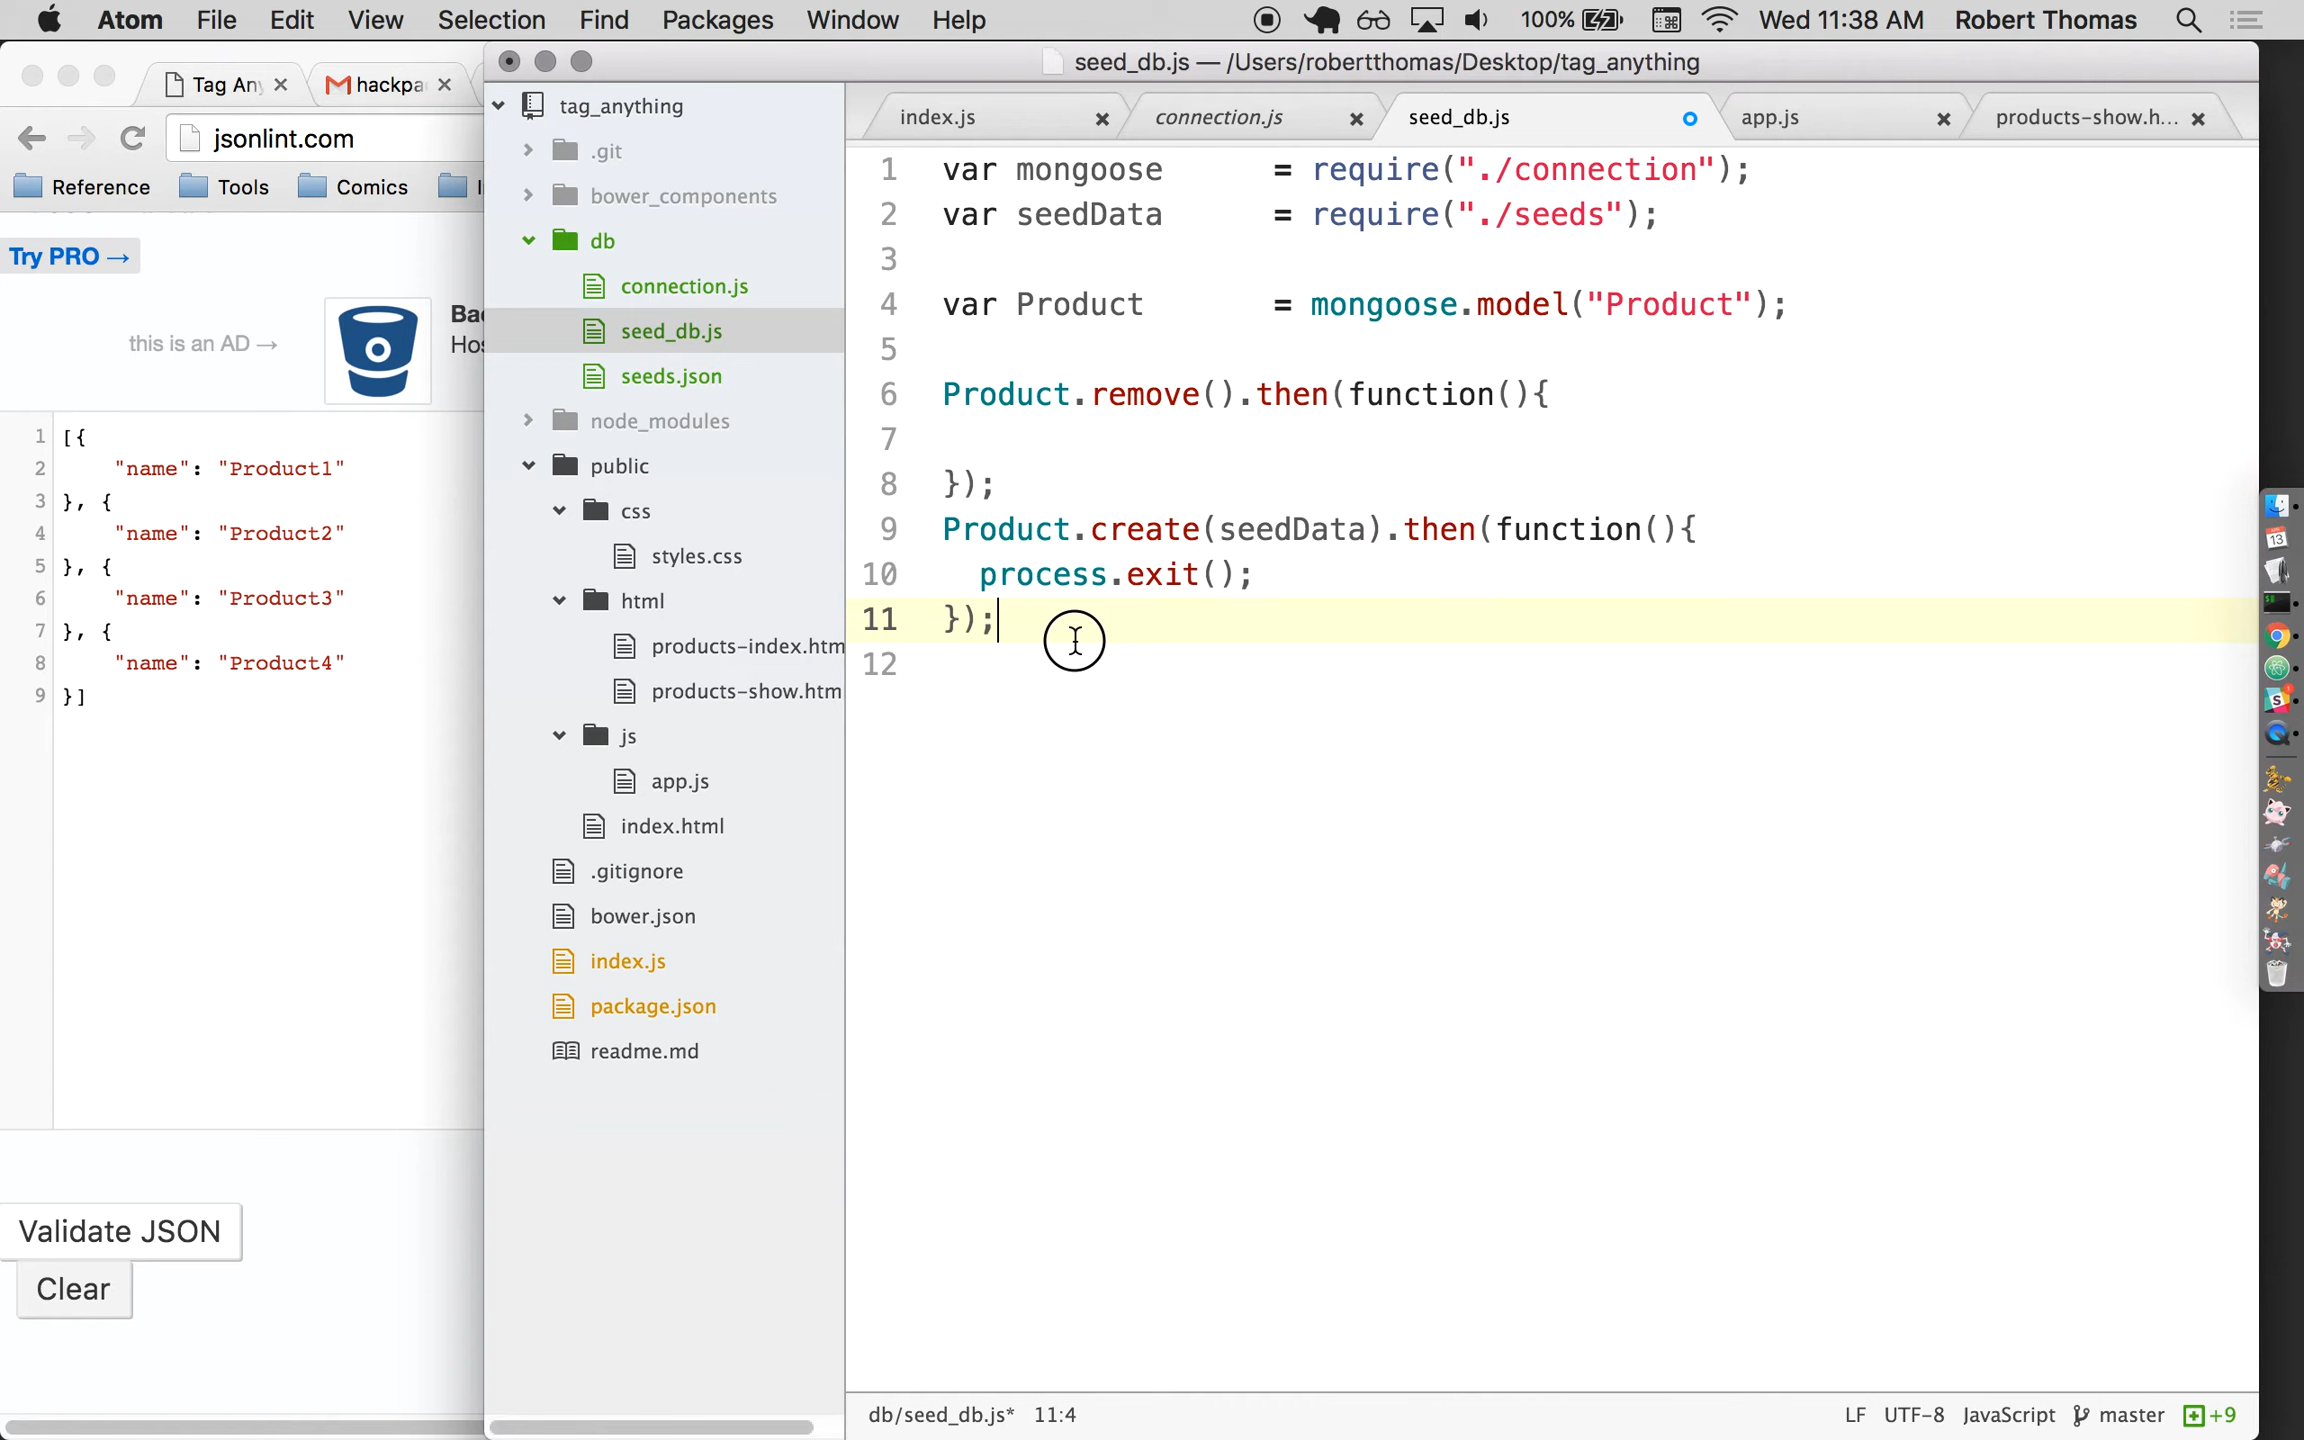 Atom File Edit View Selection Find Packages Window Help 100% Wed 11:38 AM Robert Thomas
seed_db.js — /Users/robertthomas/Desktop/tag_anything
Tag An
hackpa
jsonlint.com
Reference Tools Comics
Try PRO →
this is an AD →
1 [{
2 "name": "Product1"
3 }, {
4 "name": "Product2"
5 }, {
6 "name": "Product3"
7 }, {
8 "name": "Product4"
9 }]
Validate JSON
Clear
tag_anything
.git
bower_components
db
connection.js
seed_db.js
seeds.json
node_modules
public
css
styles.css
html
products-index.htm
products-show.htm
js
app.js
index.html
.gitignore
bower.json
index.js
package.json
readme.md
index.js connection.js seed_db.js app.js products-show.h...
1 var mongoose = require("./connection");
2 var seedData = require("./seeds");
3
4 var Product = mongoose.model("Product");
5
6 Product.remove().then(function(){
7
8 });
9 Product.create(seedData).then(function(){
10 process.exit();
11 });
12
db/seed_db.js* 11:4 LF UTF-8 JavaScript master +9